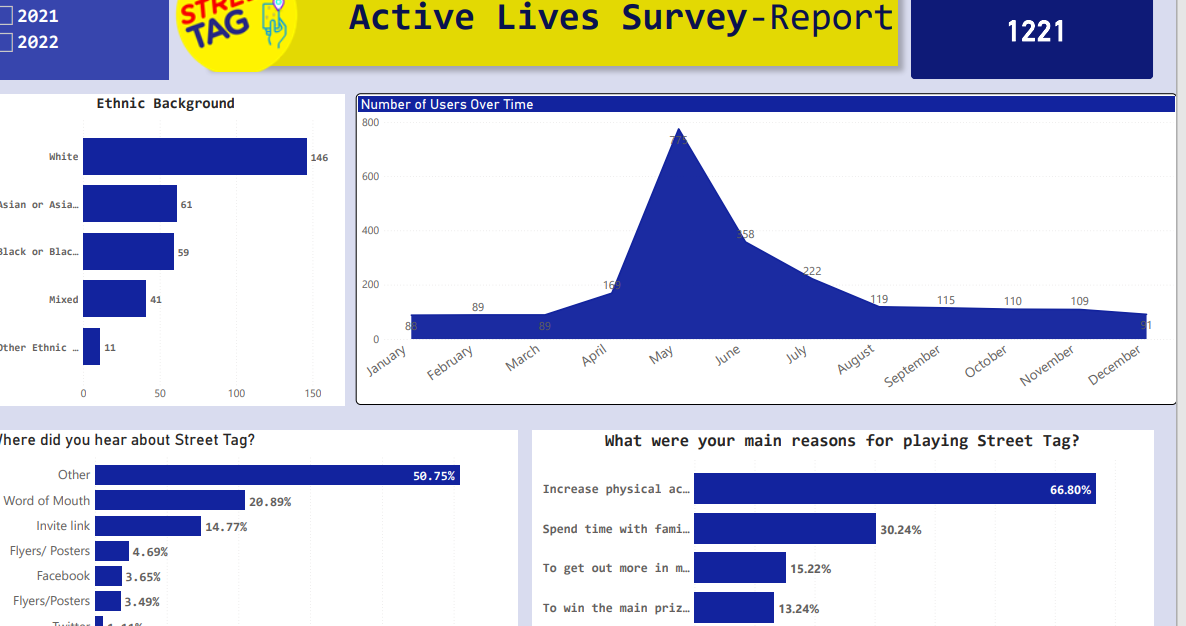 2021
2022
STREET
TAG
Active Lives Survey-Report
1221
Ethnic Background
White
146
Asian or Asia…
61
Black or Blac…
59
Mixed
41
Other Ethnic …
11
0 50 100 150
Number of Users Over Time
800
600
400
200
0
88
89
89
169
775
358
222
119
115
110
109
91
January
February
March
April
May
June
July
August
September
October
November
December
Where did you hear about Street Tag?
Other
50.75%
Word of Mouth
20.89%
Invite link
14.77%
Flyers/ Posters
4.69%
Facebook
3.65%
Flyers/Posters
3.49%
Twitter
What were your main reasons for playing Street Tag?
Increase physical ac…
66.80%
Spend time with fami…
30.24%
To get out more in m…
15.22%
To win the main priz…
13.24%